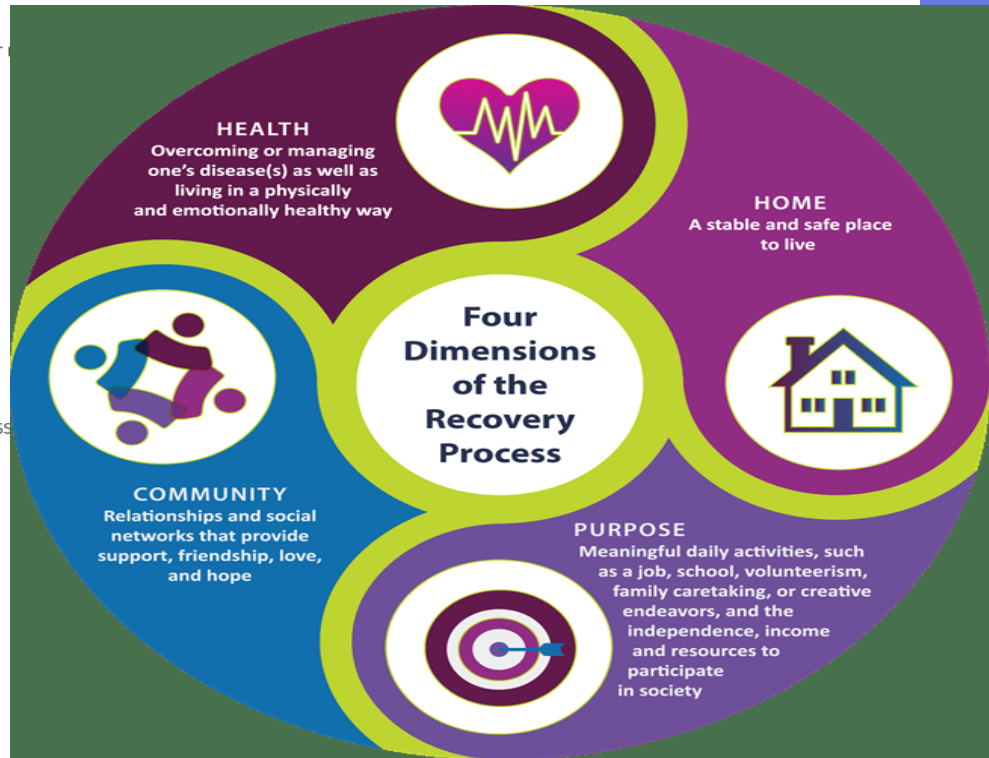 HEALTH
Overcoming or managing
one's disease(s) as well as
living in a physically
and emotionally healthy way
HOME
A stable and safe place
to live
Four
Dimensions
of the
Recovery
Process
COMMUNITY
Relationships and social
networks that provide
support, friendship, love,
and hope
PURPOSE
Meaningful daily activities, such
as a job, school, volunteerism,
family caretaking, or creative
endeavors, and the
independence, income
and resources to
participate
in society